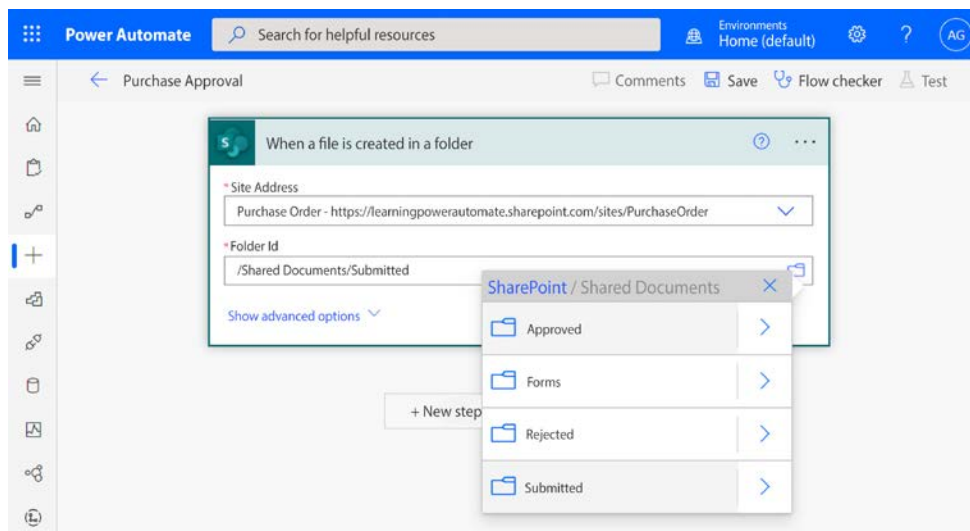 Power Automate
Search for helpful resources
Environments
Home (default)
?
AG
Purchase Approval
Comments
Save
Flow checker
Test
S
When a file is created in a folder
?
...
* Site Address
Purchase Order - https://learningpowerautomate.sharepoint.com/sites/PurchaseOrder
* Folder Id
/Shared Documents/Submitted
SharePoint / Shared Documents
Show advanced options
Approved
Forms
+ New step
Rejected
Submitted